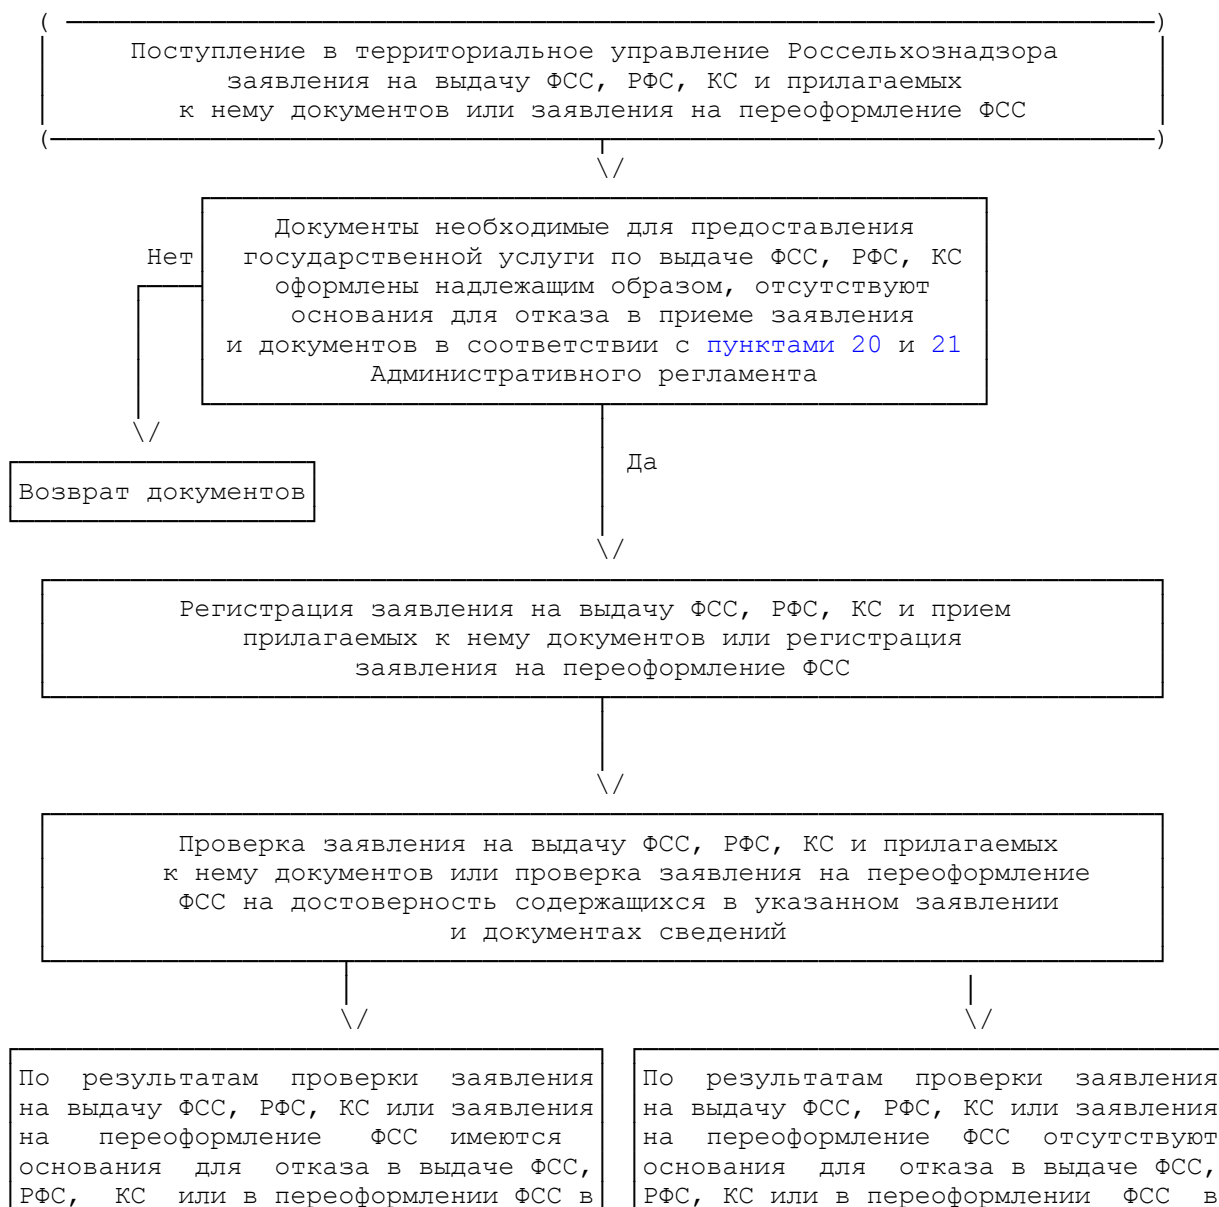 Поступление в территориальное управление Россельхознадзора
заявления на выдачу ФСС, РФС, КС и прилагаемых
к нему документов или заявления на переоформление ФСС
Документы необходимые для предоставления
Нет
государственной услуги по выдаче ФСС, РФС, КС
оформлены надлежащим образом, отсутствуют
основания для отказа в приеме заявления
и документов в соответствии с пунктами 20 и 21
Административного регламента
Да
Возврат документов
Регистрация заявления на выдачу ФСС, РФС, КС и прием
прилагаемых к нему документов или регистрация
заявления на переоформление ФСС
Проверка заявления на выдачу ФСС, РФС, КС и прилагаемых
к нему документов или проверка заявления на переоформление
ФСС на достоверность содержащихся в указанном заявлении
и документах сведений
По результатам проверки заявления
на выдачу ФСС, РФС, КС или заявления
на переоформление ФСС имеются
основания для отказа в выдаче ФСС,
РФС, КС или в переоформлении ФСС в
По результатам проверки заявления
на выдачу ФСС, РФС, КС или заявления
на переоформление ФСС отсутствуют
основания для отказа в выдаче ФСС,
РФС, КС или в переоформлении ФСС в